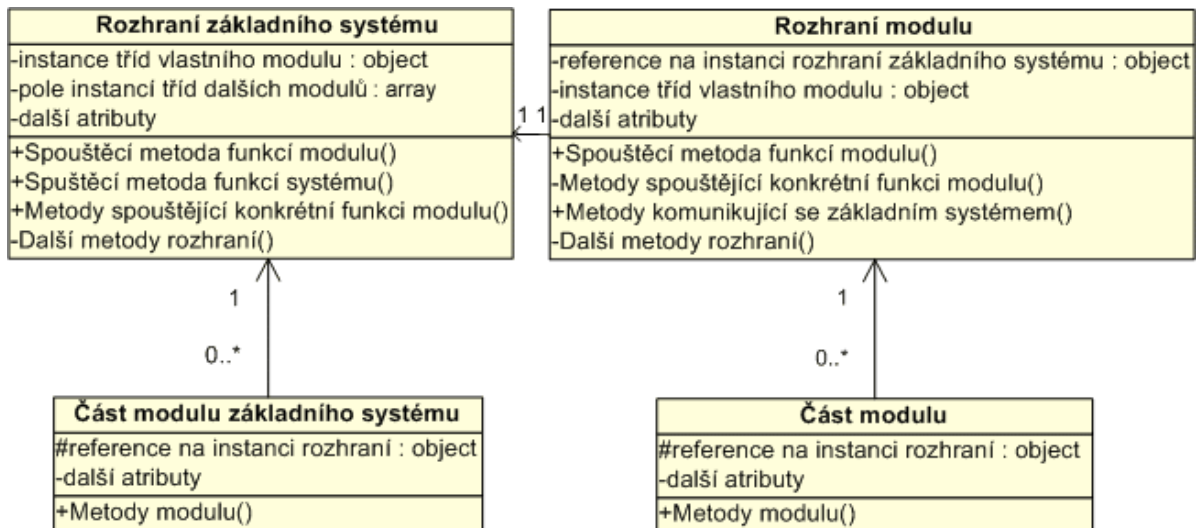 Rozhraní základního systému
-instance tříd vlastního modulu : object
-pole instancí tříd dalších modulů : array
-další atributy
+Spouštěcí metoda funkcí modulu()
+Spuštěcí metoda funkcí systému()
+Metody spouštějící konkrétní funkci modulu()
-Další metody rozhraní()
1 1
Rozhraní modulu
-reference na instanci rozhraní základního systému : object
-instance tříd vlastního modulu : object
-další atributy
+Spouštěcí metoda funkcí modulu()
-Metody spouštějící konkrétní funkci modulu()
+Metody komunikující se základním systémem()
-Další metody rozhraní()
1
0..*
1
0..*
Část modulu základního systému
#reference na instanci rozhraní : object
-další atributy
+Metody modulu()
Část modulu
#reference na instanci rozhraní : object
-další atributy
+Metody modulu()